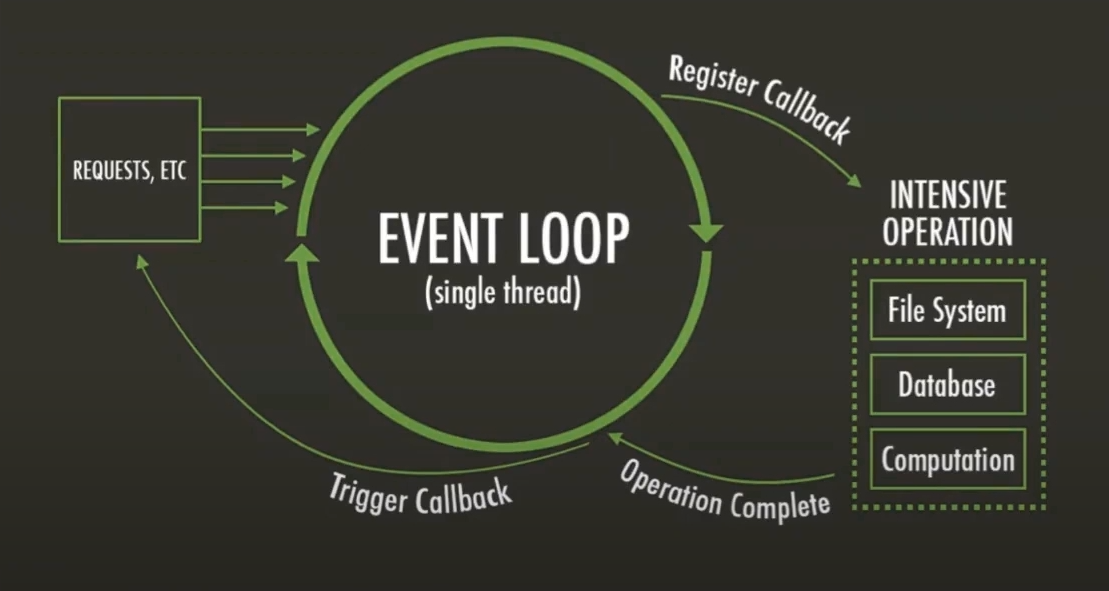 REQUESTS, ETC
EVENT LOOP
(single thread)
Register Callback
INTENSIVE
OPERATION
File System
Database
Computation
Operation Complete
Trigger Callback